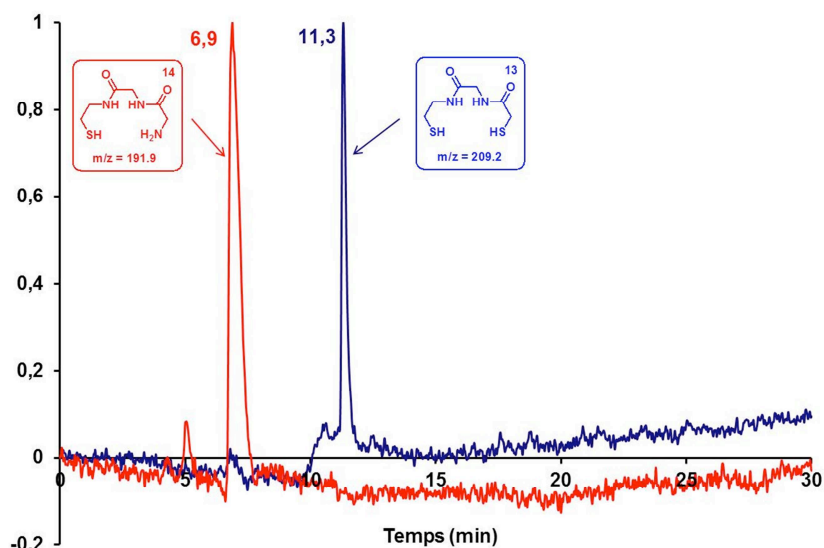 1
0,8
0,6
0,4
0,2
0
-0.2
6,9
11,3
14
O
O
NH
HN
SH
H₂N
m/z = 191.9
13
O
O
NH
HN
SH
HS
m/z = 209.2
0
5
10
15
20
25
30
Temps (min)